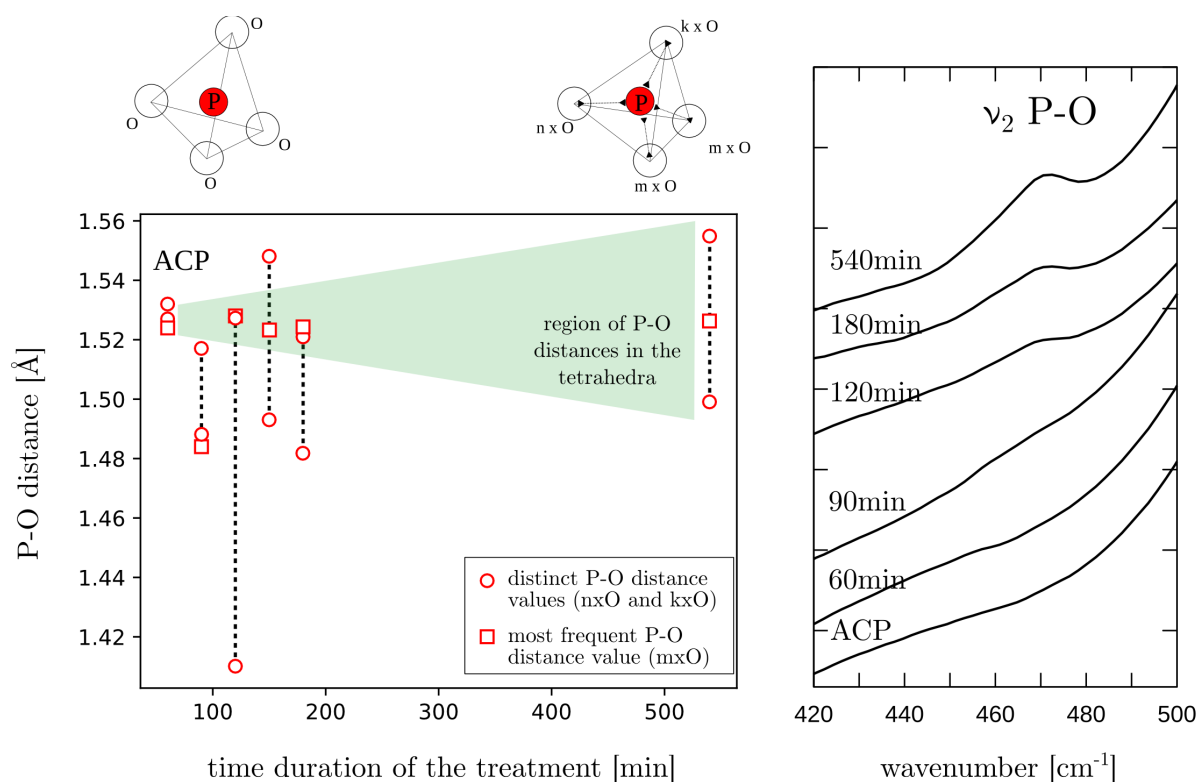 O
P
O
O
O
k x O
P
n x O
m x O
m x O
P-O distance [Å]
1.56
1.54
1.52
1.50
1.48
1.46
1.44
1.42
ACP
region of P-O
distances in the
tetrahedra
distinct P-O distance
values (nxO and kxO)
most frequent P-O
distance value (mxO)
100
200
300
400
500
time duration of the treatment [min]
ν₂ P-O
540min
180min
120min
90min
60min
ACP
420
440
460
480
500
wavenumber [cm⁻¹]